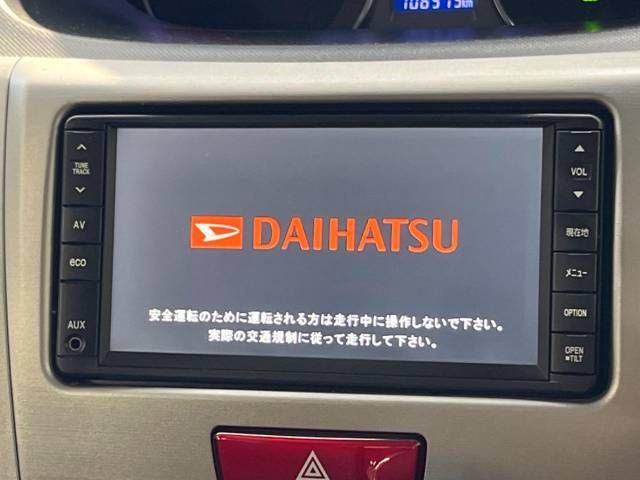 TUNE
TRACK
AV
eco
AUX
DAIHATSU
安全運転のために運転される方は走行中に操作しないで下さい。
実際の交通規制に従って走行して下さい。
VOL
現在地
メニュー
OPTION
OPEN
TILT